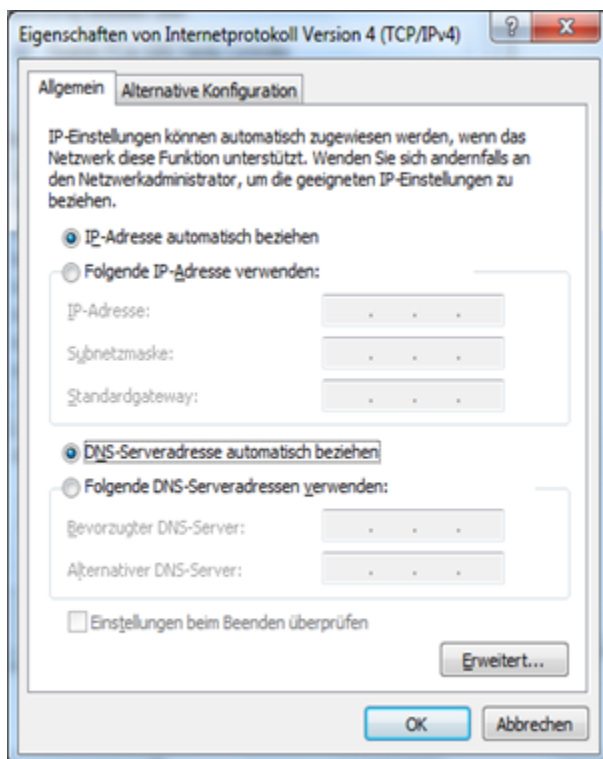 Eigenschaften von Internetprotokoll Version 4 (TCP/IPv4)
?
Allgemein
Alternative Konfiguration
IP-Einstellungen können automatisch zugewiesen werden, wenn das
Netzwerk diese Funktion unterstützt. Wenden Sie sich andernfalls an
den Netzwerkadministrator, um die geeigneten IP-Einstellungen zu
beziehen.
IP-Adresse automatisch beziehen
Folgende IP-Adresse verwenden:
IP-Adresse:
Subnetzmaske:
Standardgateway:
DNS-Serveradresse automatisch beziehen
Folgende DNS-Serveradressen verwenden:
Bevorzugter DNS-Server:
Alternativer DNS-Server:
Einstellungen beim Beenden überprüfen
Erweitert...
OK
Abbrechen